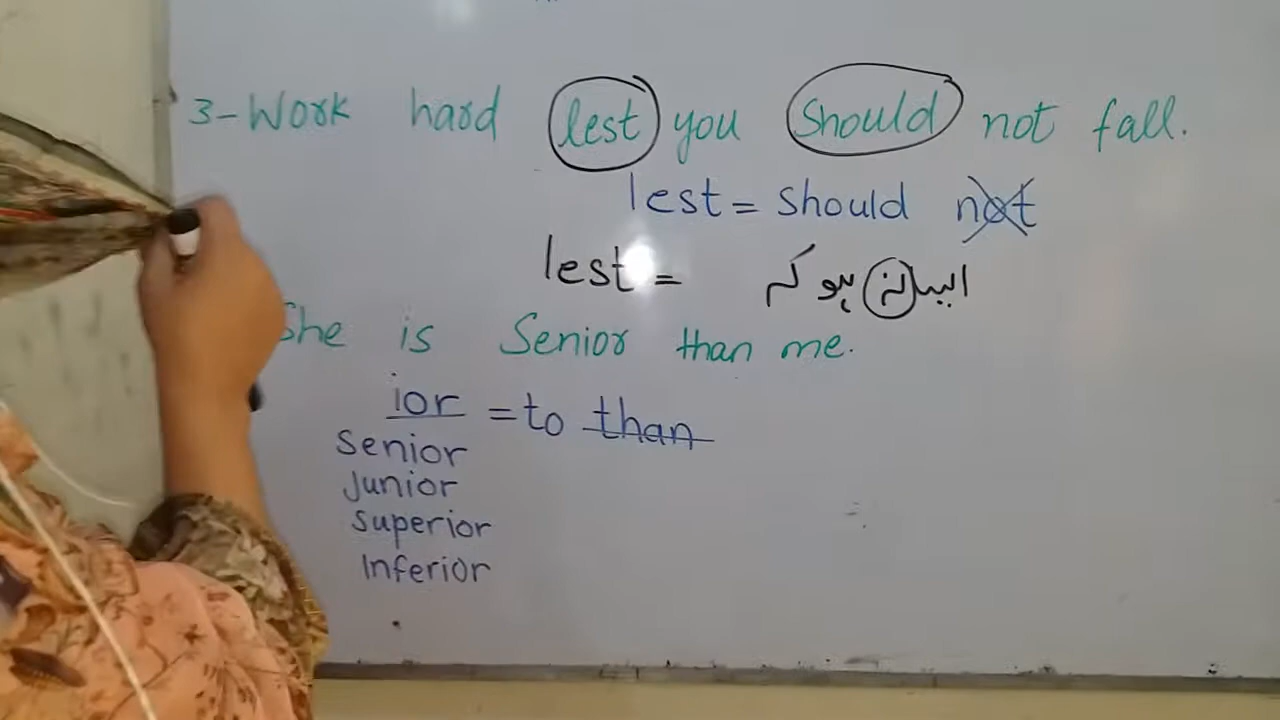 3- Work hard lest you should not fall.
lest = should not
lest = ایسا نہ ہو کہ
She is Senior than me.
ior = to than
Senior
Junior
Superior
Inferior